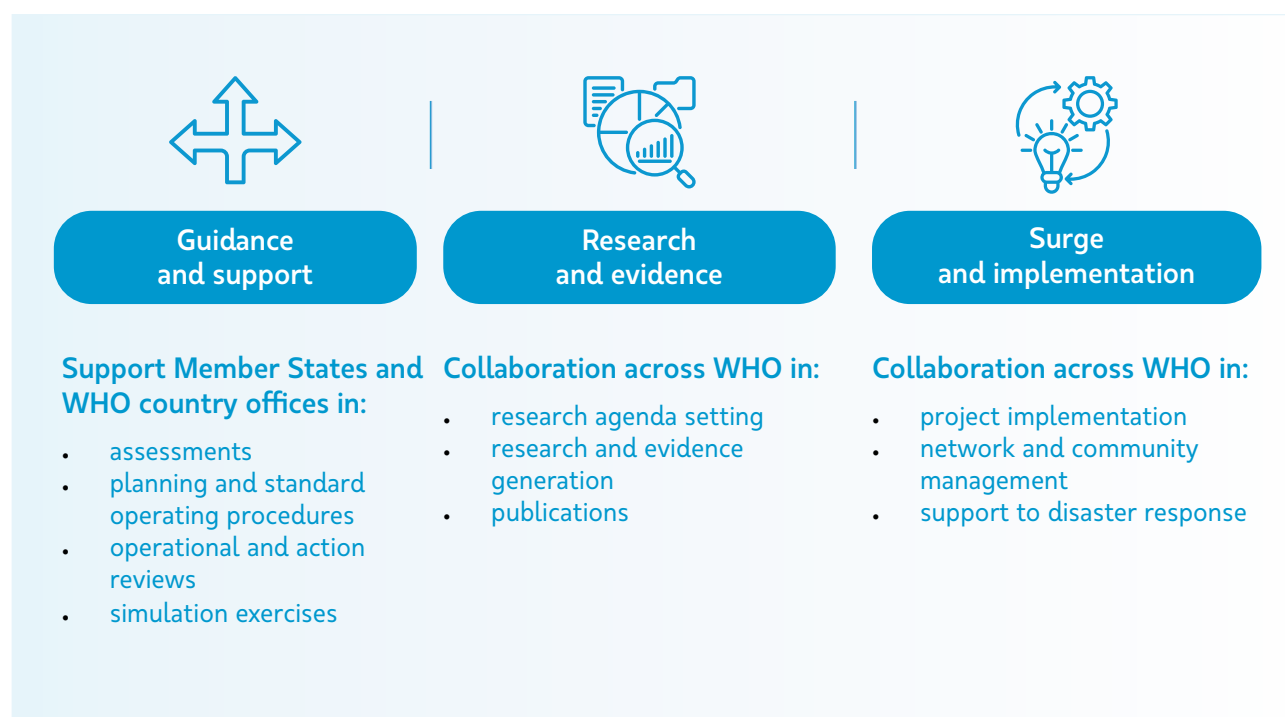 Guidance
and support
Support Member States and
WHO country offices in:
• assessments
• planning and standard
operating procedures
• operational and action
reviews
• simulation exercises
Research
and evidence
Collaboration across WHO in:
• research agenda setting
• research and evidence
generation
• publications
Surge
and implementation
Collaboration across WHO in:
• project implementation
• network and community
management
• support to disaster response